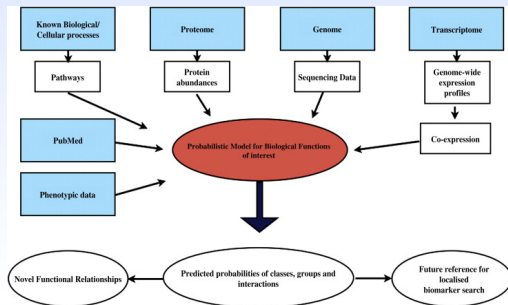 Known Biological/
Cellular processes
Proteome
Genome
Transcriptome
Pathways
Protein
abundances
Sequencing Data
Genome-wide
expression
profiles
PubMed
Probabilistic Model for Biological Functions
of interest
Co-expression
Phenotypic data
Novel Functional Relationships
Predicted probabilities of classes, groups and
interactions
Future reference for
localised
biomarker search